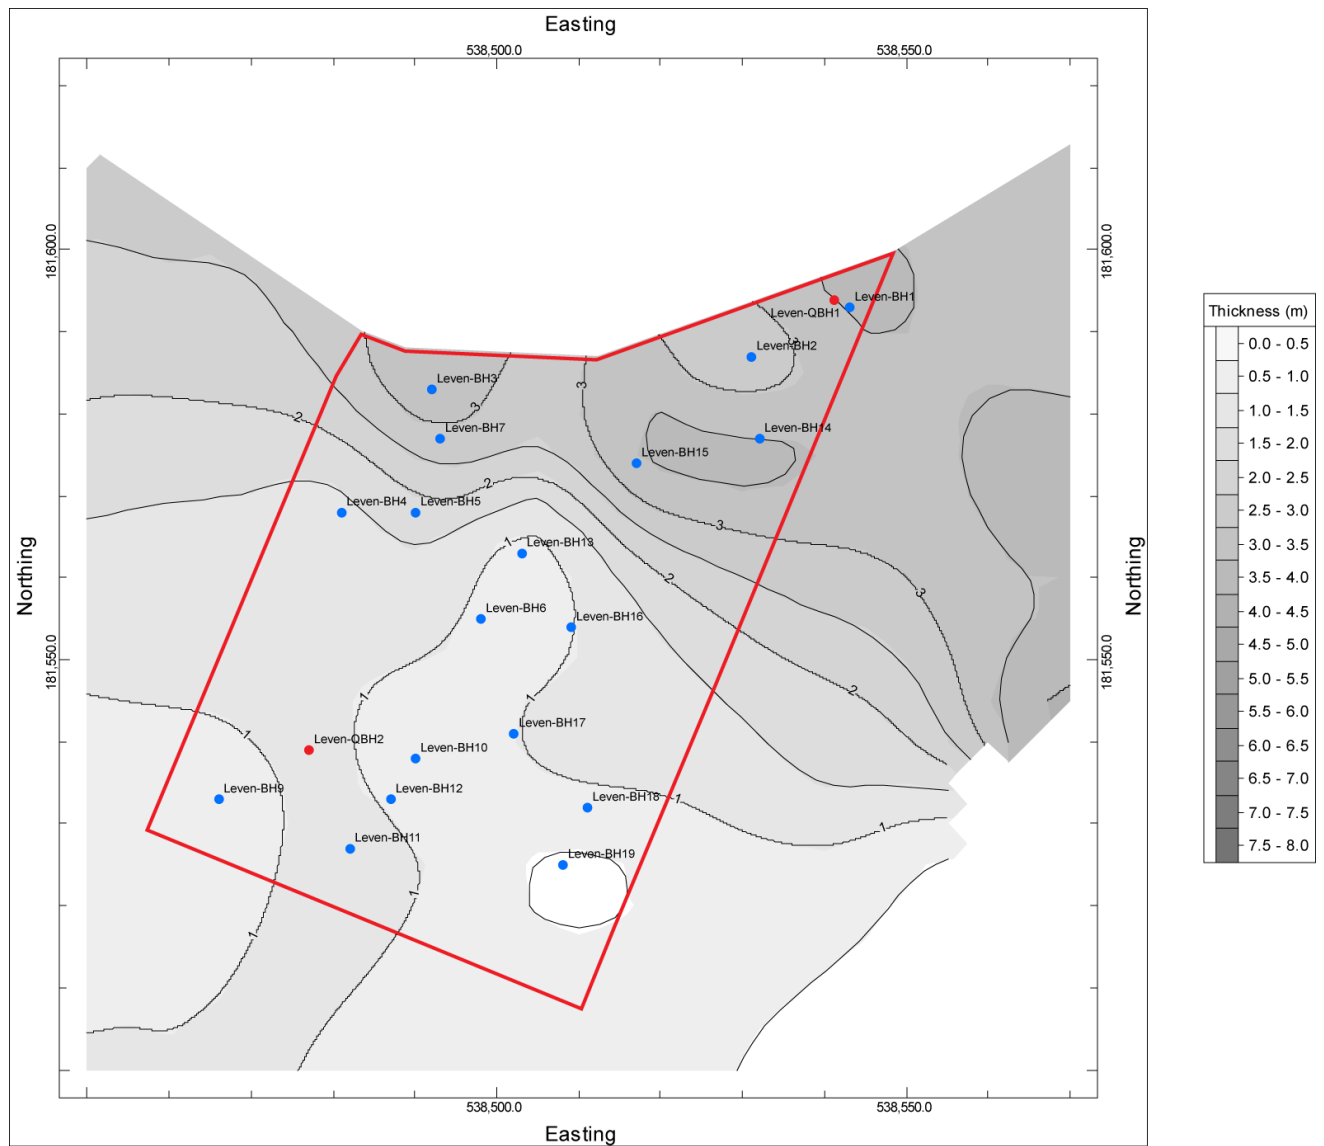 Easting
538,500.0
538,550.0
181,600.0
181,600.0
Thickness (m)
0.0 - 0.5
0.5 - 1.0
1.0 - 1.5
1.5 - 2.0
2.0 - 2.5
2.5 - 3.0
3.0 - 3.5
3.5 - 4.0
4.0 - 4.5
4.5 - 5.0
5.0 - 5.5
5.5 - 6.0
6.0 - 6.5
6.5 - 7.0
7.0 - 7.5
7.5 - 8.0
Leven-BH1
Leven-QBH1
3
Leven-BH2
Leven-BH3
3
3
2
Leven-BH7
Leven-BH14
Leven-BH15
2
Leven-BH4
Leven-BH5
3
1
Leven-BH13
2
3
Northing
Northing
Leven-BH6
Leven-BH16
181,550.0
181,550.0
1
1
2
Leven-BH17
1
Leven-QBH2
Leven-BH10
Leven-BH9
Leven-BH12
Leven-BH18
1
1
Leven-BH11
Leven-BH19
1
1
538,500.0
538,550.0
Easting